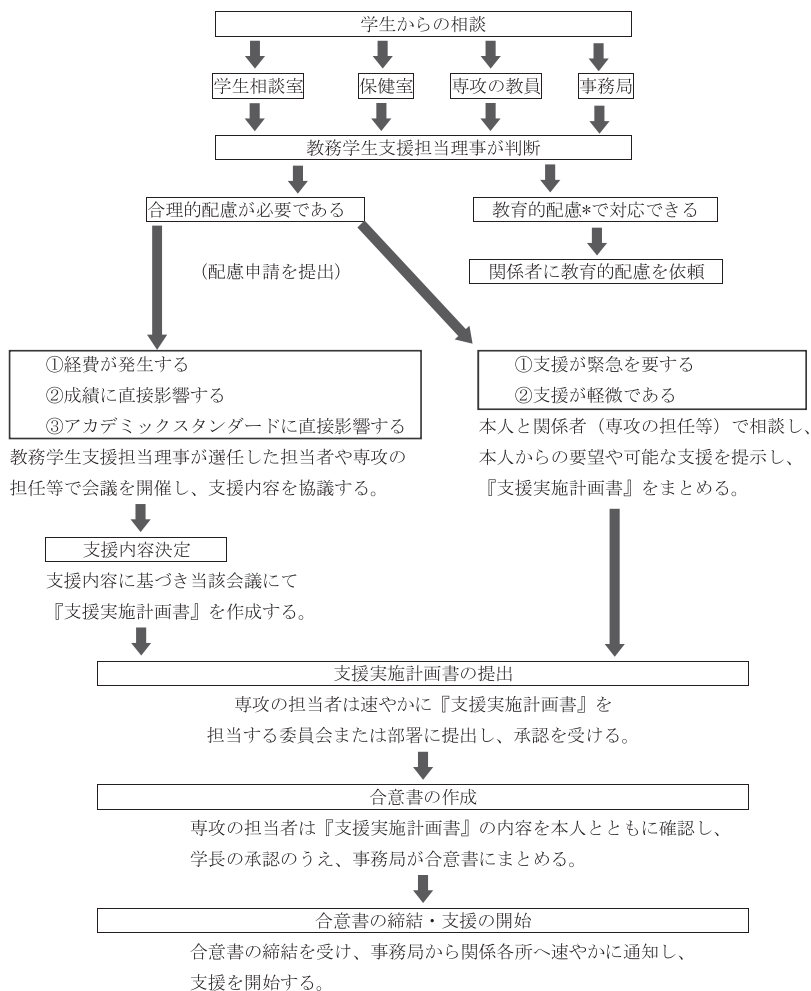 学生からの相談
学生相談室
保健室
専攻の教員
事務局
教務学生支援担当理事が判断
合理的配慮が必要である
教育的配慮*で対応できる
（配慮申請を提出）
関係者に教育的配慮を依頼
①経費が発生する
②成績に直接影響する
③アカデミックスタンダードに直接影響する
教務学生支援担当理事が選任した担当者や専攻の
担任等で会議を開催し、支援内容を協議する。
①支援が緊急を要する
②支援が軽微である
本人と関係者（専攻の担任等）で相談し、
本人からの要望や可能な支援を提示し、
『支援実施計画書』をまとめる。
支援内容決定
支援内容に基づき当該会議にて
『支援実施計画書』を作成する。
支援実施計画書の提出
専攻の担当者は速やかに『支援実施計画書』を
担当する委員会または部署に提出し、承認を受ける。
合意書の作成
専攻の担当者は『支援実施計画書』の内容を本人とともに確認し、
学長の承認のうえ、事務局が合意書にまとめる。
合意書の締結・支援の開始
合意書の締結を受け、事務局から関係各所へ速やかに通知し、
支援を開始する。